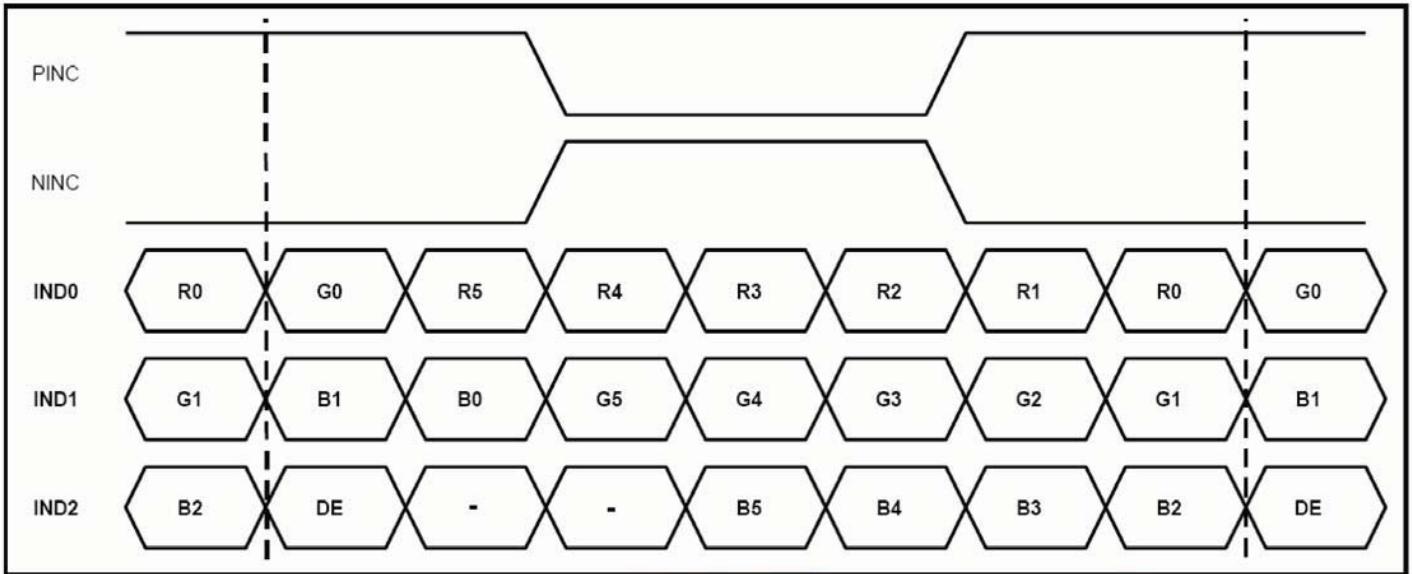 PINC
NINC
IND0 R0 G0 R5 R4 R3 R2 R1 R0 G0
IND1 G1 B1 B0 G5 G4 G3 G2 G1 B1
IND2 B2 DE - - B5 B4 B3 B2 DE